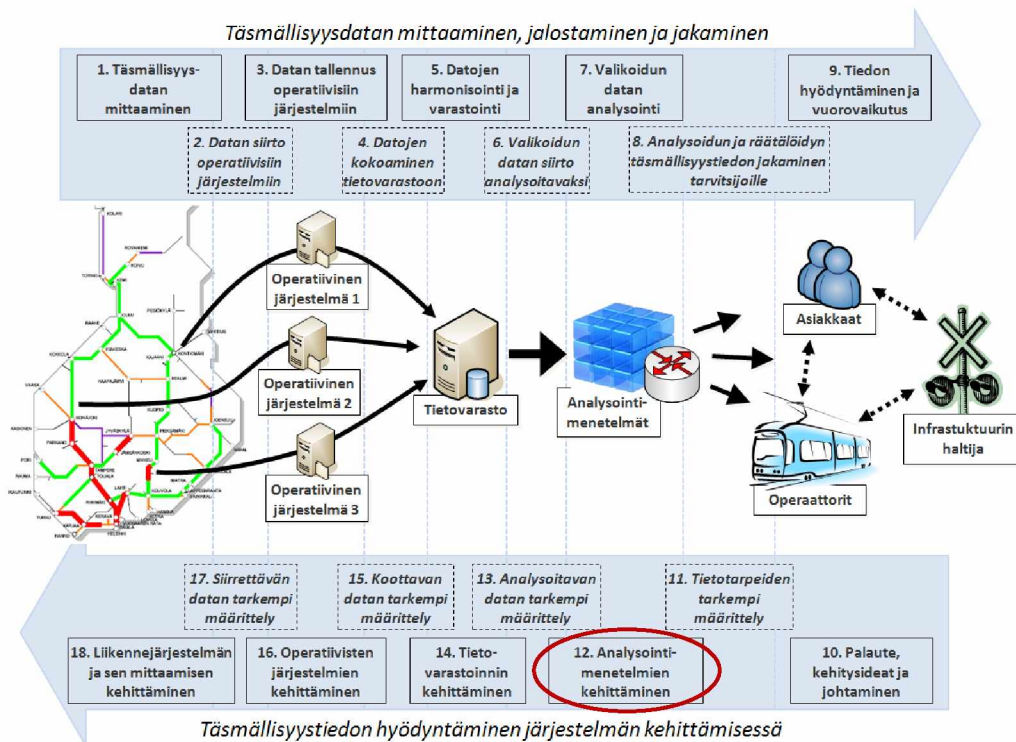 Täsmällisyysdatan mittaaminen, jalostaminen ja jakaminen
1. Täsmällisyys-
datan
mittaaminen
3. Datan tallennus
operatiivisiin
järjestelmiin
5. Datojen
harmonisointi ja
varastointi
7. Valikoidun
datan
analysointi
9. Tiedon
hyödyntäminen ja
vuorovaikutus
2. Datan siirto
operatiivisiin
järjestelmiin
4. Datojen
kokoaminen
tietovarastoon
6. Valikoidun
datan siirto
analysoitavaksi
8. Analysoidun ja räätälöidyn
täsmällisyystiedon jakaminen
tarvitsijoille
Operatiivinen
järjestelmä 1
Operatiivinen
järjestelmä 2
Operatiivinen
järjestelmä 3
Tietovarasto
Analysointi-
menetelmät
Asiakkaat
Operaattorit
Infrastuktuurin
haltija
17. Siirrettävän
datan tarkempi
määrittely
15. Koottavan
datan tarkempi
määrittely
13. Analysoitavan
datan tarkempi
määrittely
11. Tietotarpeiden
tarkempi
määrittely
18. Liikennejärjestelmän
ja sen mittaamisen
kehittäminen
16. Operatiivisten
järjestelmien
kehittäminen
14. Tieto-
varastoinnin
kehittäminen
12. Analysointi-
menetelmien
kehittäminen
10. Palaute,
kehitysideat ja
johtaminen
Täsmällisyystiedon hyödyntäminen järjestelmän kehittämisessä